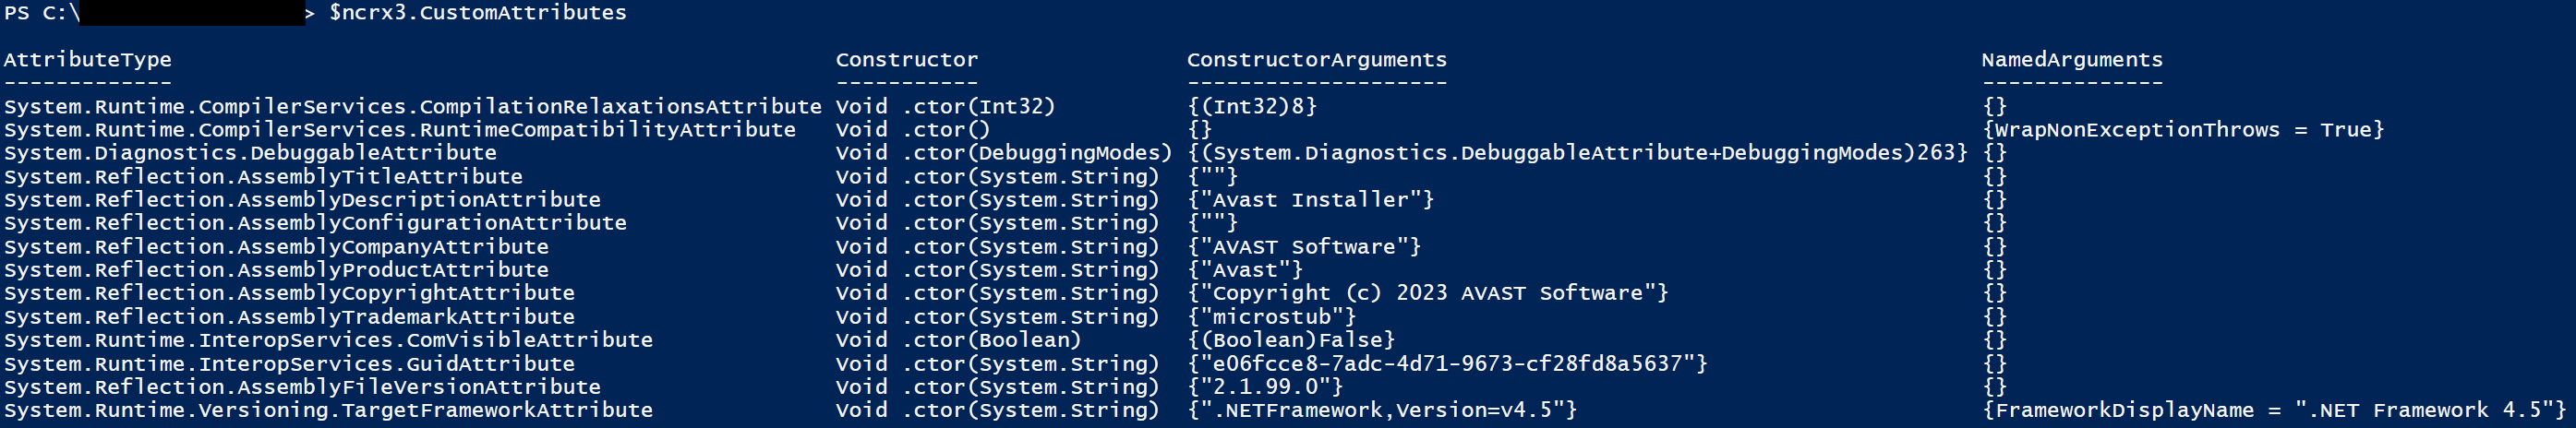 PS C:\ > $ncrx3.CustomAttributes
AttributeType Constructor ConstructorArguments NamedArguments
------------- ----------- -------------------- --------------
System.Runtime.CompilerServices.CompilationRelaxationsAttribute Void .ctor(Int32) {(Int32)8} {}
System.Runtime.CompilerServices.RuntimeCompatibilityAttribute Void .ctor() {} {WrapNonExceptionThrows = True}
System.Diagnostics.DebuggableAttribute Void .ctor(DebuggingModes) {(System.Diagnostics.DebuggableAttribute+DebuggingModes)263} {}
System.Reflection.AssemblyTitleAttribute Void .ctor(System.String) {""} {}
System.Reflection.AssemblyDescriptionAttribute Void .ctor(System.String) {"Avast Installer"} {}
System.Reflection.AssemblyConfigurationAttribute Void .ctor(System.String) {""} {}
System.Reflection.AssemblyCompanyAttribute Void .ctor(System.String) {"AVAST Software"} {}
System.Reflection.AssemblyProductAttribute Void .ctor(System.String) {"Avast"} {}
System.Reflection.AssemblyCopyrightAttribute Void .ctor(System.String) {"Copyright (c) 2023 AVAST Software"} {}
System.Reflection.AssemblyTrademarkAttribute Void .ctor(System.String) {"microstub"} {}
System.Runtime.InteropServices.ComVisibleAttribute Void .ctor(Boolean) {(Boolean)False} {}
System.Runtime.InteropServices.GuidAttribute Void .ctor(System.String) {"e06fcce8-7adc-4d71-9673-cf28fd8a5637"} {}
System.Reflection.AssemblyFileVersionAttribute Void .ctor(System.String) {"2.1.99.0"} {}
System.Runtime.Versioning.TargetFrameworkAttribute Void .ctor(System.String) {".NETFramework,Version=v4.5"} {FrameworkDisplayName = ".NET Framework 4.5"}